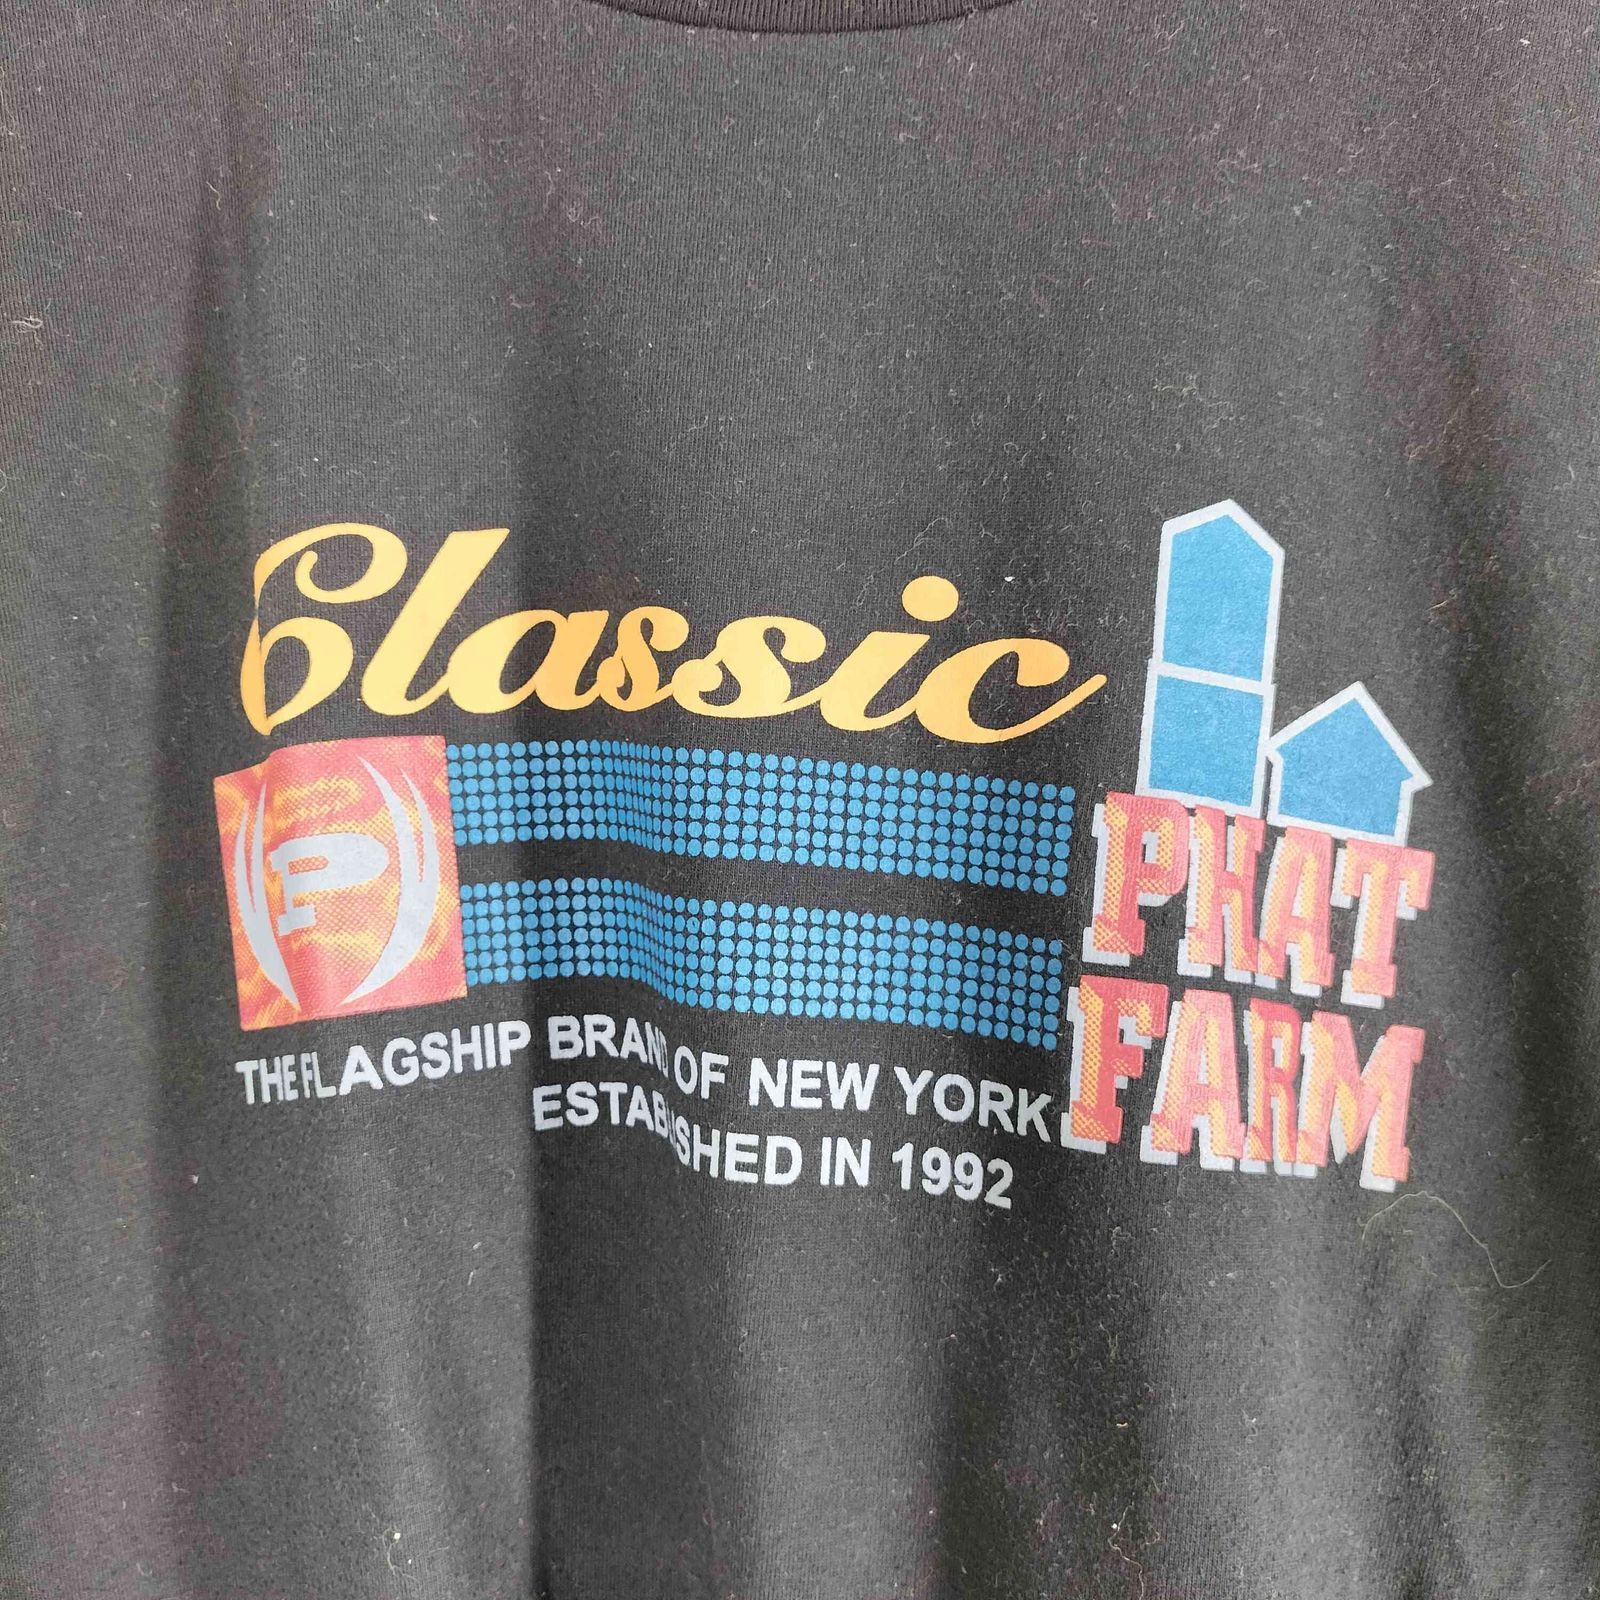 Classic
P
PHAT
FARM
THE FLAGSHIP BRAND OF NEW YORK
ESTABLISHED IN 1992